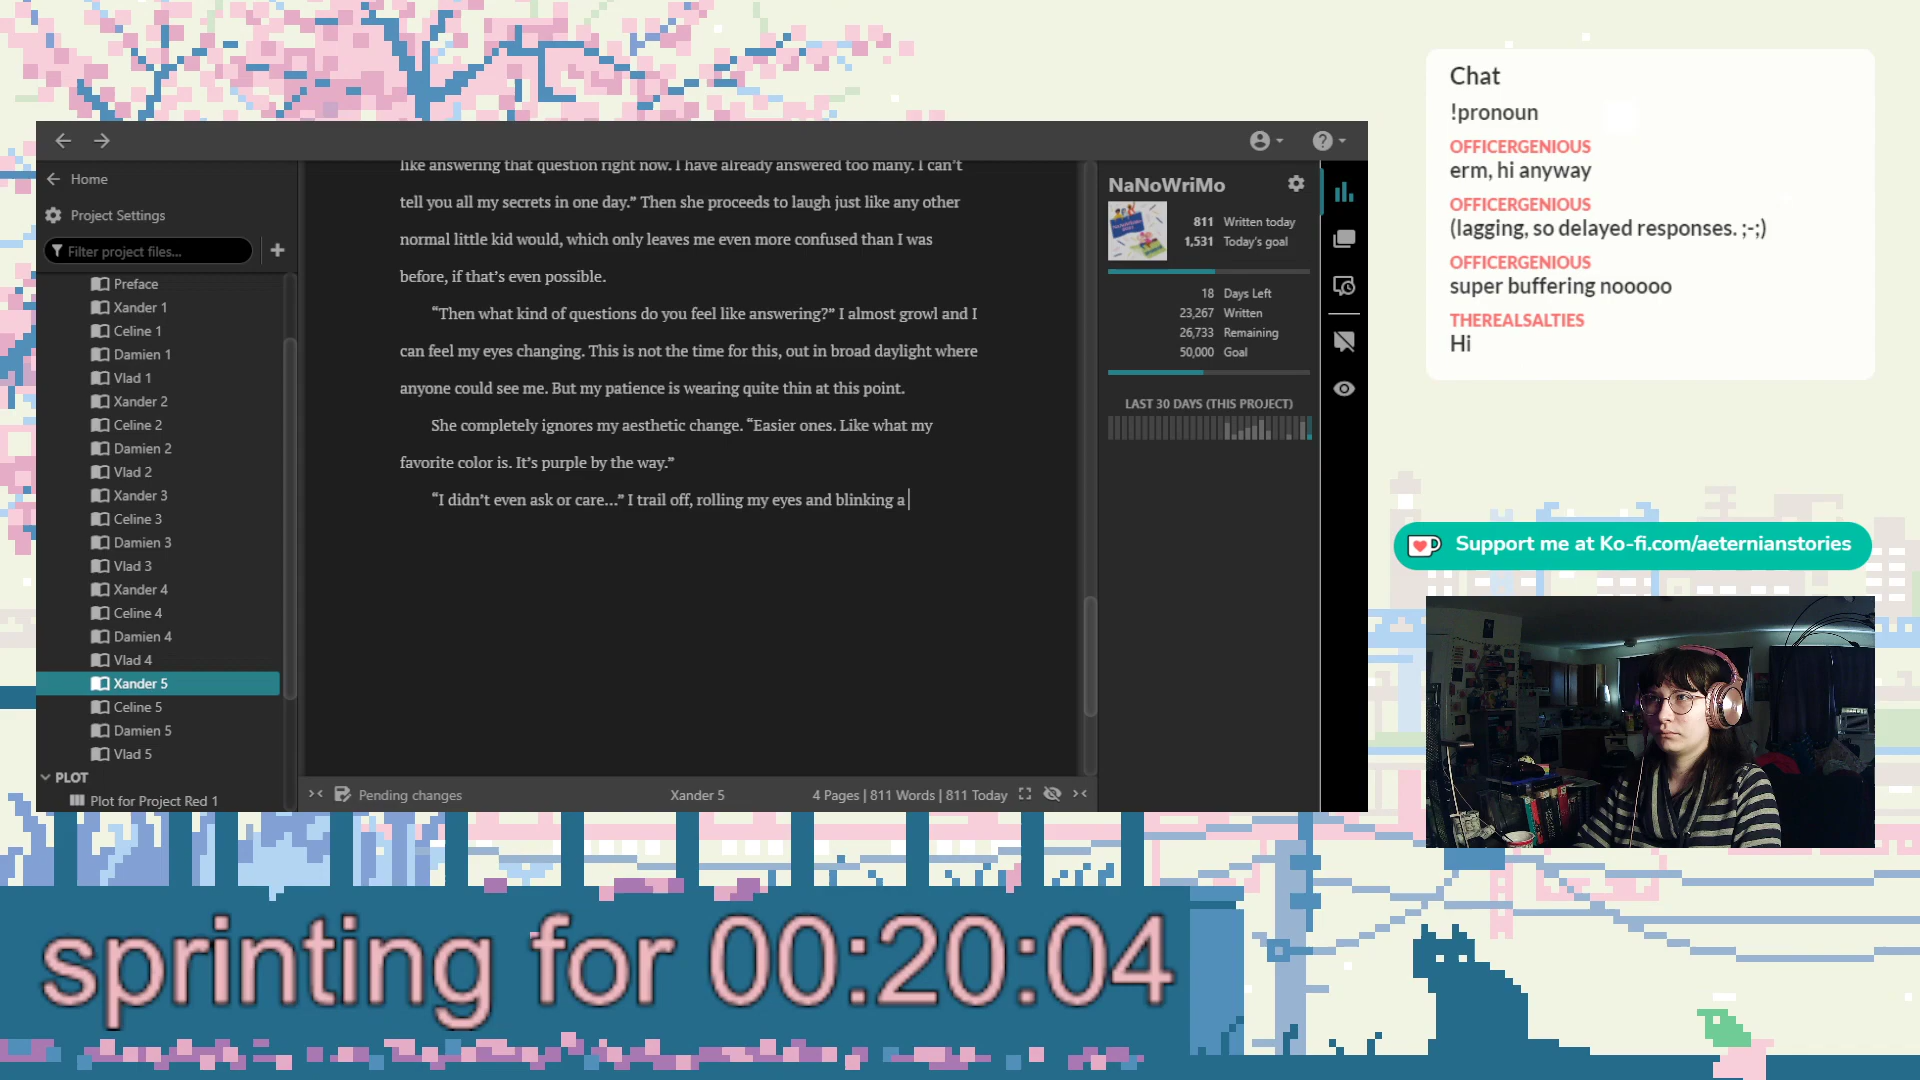 Home
Project Settings
Filter project files...
Preface
Xander 1
Celine 1
Damien 1
Vlad 1
Xander 2
Celine 2
Damien 2
Vlad 2
Xander 3
Celine 3
Damien 3
Vlad 3
Xander 4
Celine 4
Damien 4
Vlad 4
Xander 5
Celine 5
Damien 5
Vlad 5
PLOT
Plot for Project Red 1
like answering that question right now. I have already answered too many. I can’t
tell you all my secrets in one day.” Then she proceeds to laugh just like any other
normal little kid would, which only leaves me even more confused than I was
before, if that’s even possible.
“Then what kind of questions do you feel like answering?” I almost growl and I
can feel my eyes changing. This is not the time for this, out in broad daylight where
anyone could see me. But my patience is wearing quite thin at this point.
She completely ignores my aesthetic change. “Easier ones. Like what my
favorite color is. It’s purple by the way.”
“I didn’t even ask or care...” I trail off, rolling my eyes and blinking a
Pending changes
Xander 5
4 Pages | 811 Words | 811 Today
NaNoWriMo
811 Written today
1,531 Today's goal
18 Days Left
23,267 Written
26,733 Remaining
50,000 Goal
LAST 30 DAYS (THIS PROJECT)
Chat
!pronoun
OFFICERGENIOUS
erm, hi anyway
OFFICERGENIOUS
(lagging, so delayed responses. ;-;)
OFFICERGENIOUS
super buffering nooooo
THEREALSALTIES
Hi
Support me at Ko-fi.com/aeternianstories
sprinting for 00:20:04